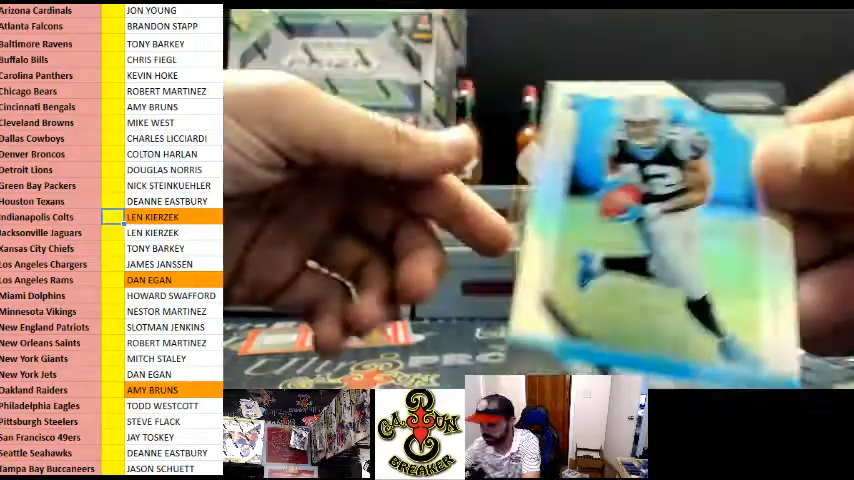 Arizona Cardinals JON YOUNG
Atlanta Falcons BRANDON STAPP
Baltimore Ravens TONY BARKEY
Buffalo Bills CHRIS FIEGL
Carolina Panthers KEVIN HOKE
Chicago Bears ROBERT MARTINEZ
Cincinnati Bengals AMY BRUNS
Cleveland Browns MIKE WEST
Dallas Cowboys CHARLES LICCIARDI
Denver Broncos COLTON HARLAN
Detroit Lions DOUGLAS NORRIS
Green Bay Packers NICK STEINKUEHLER
Houston Texans DEANNE EASTBURY
Indianapolis Colts LEN KIERZEK
Jacksonville Jaguars LEN KIERZEK
Kansas City Chiefs TONY BARKEY
Los Angeles Chargers JAMES JANSSEN
Los Angeles Rams DAN EGAN
Miami Dolphins HOWARD SWAFFORD
Minnesota Vikings NESTOR MARTINEZ
New England Patriots SLOTMAN JENKINS
New Orleans Saints ROBERT MARTINEZ
New York Giants MITCH STALEY
New York Jets DAN EGAN
Oakland Raiders AMY BRUNS
Philadelphia Eagles TODD WESTCOTT
Pittsburgh Steelers STEVE FLACK
San Francisco 49ers JAY TOSKEY
Seattle Seahawks DEANNE EASTBURY
Tampa Bay Buccaneers JASON SCHUETT
Ultra PRO
CAJUN
BREAKER